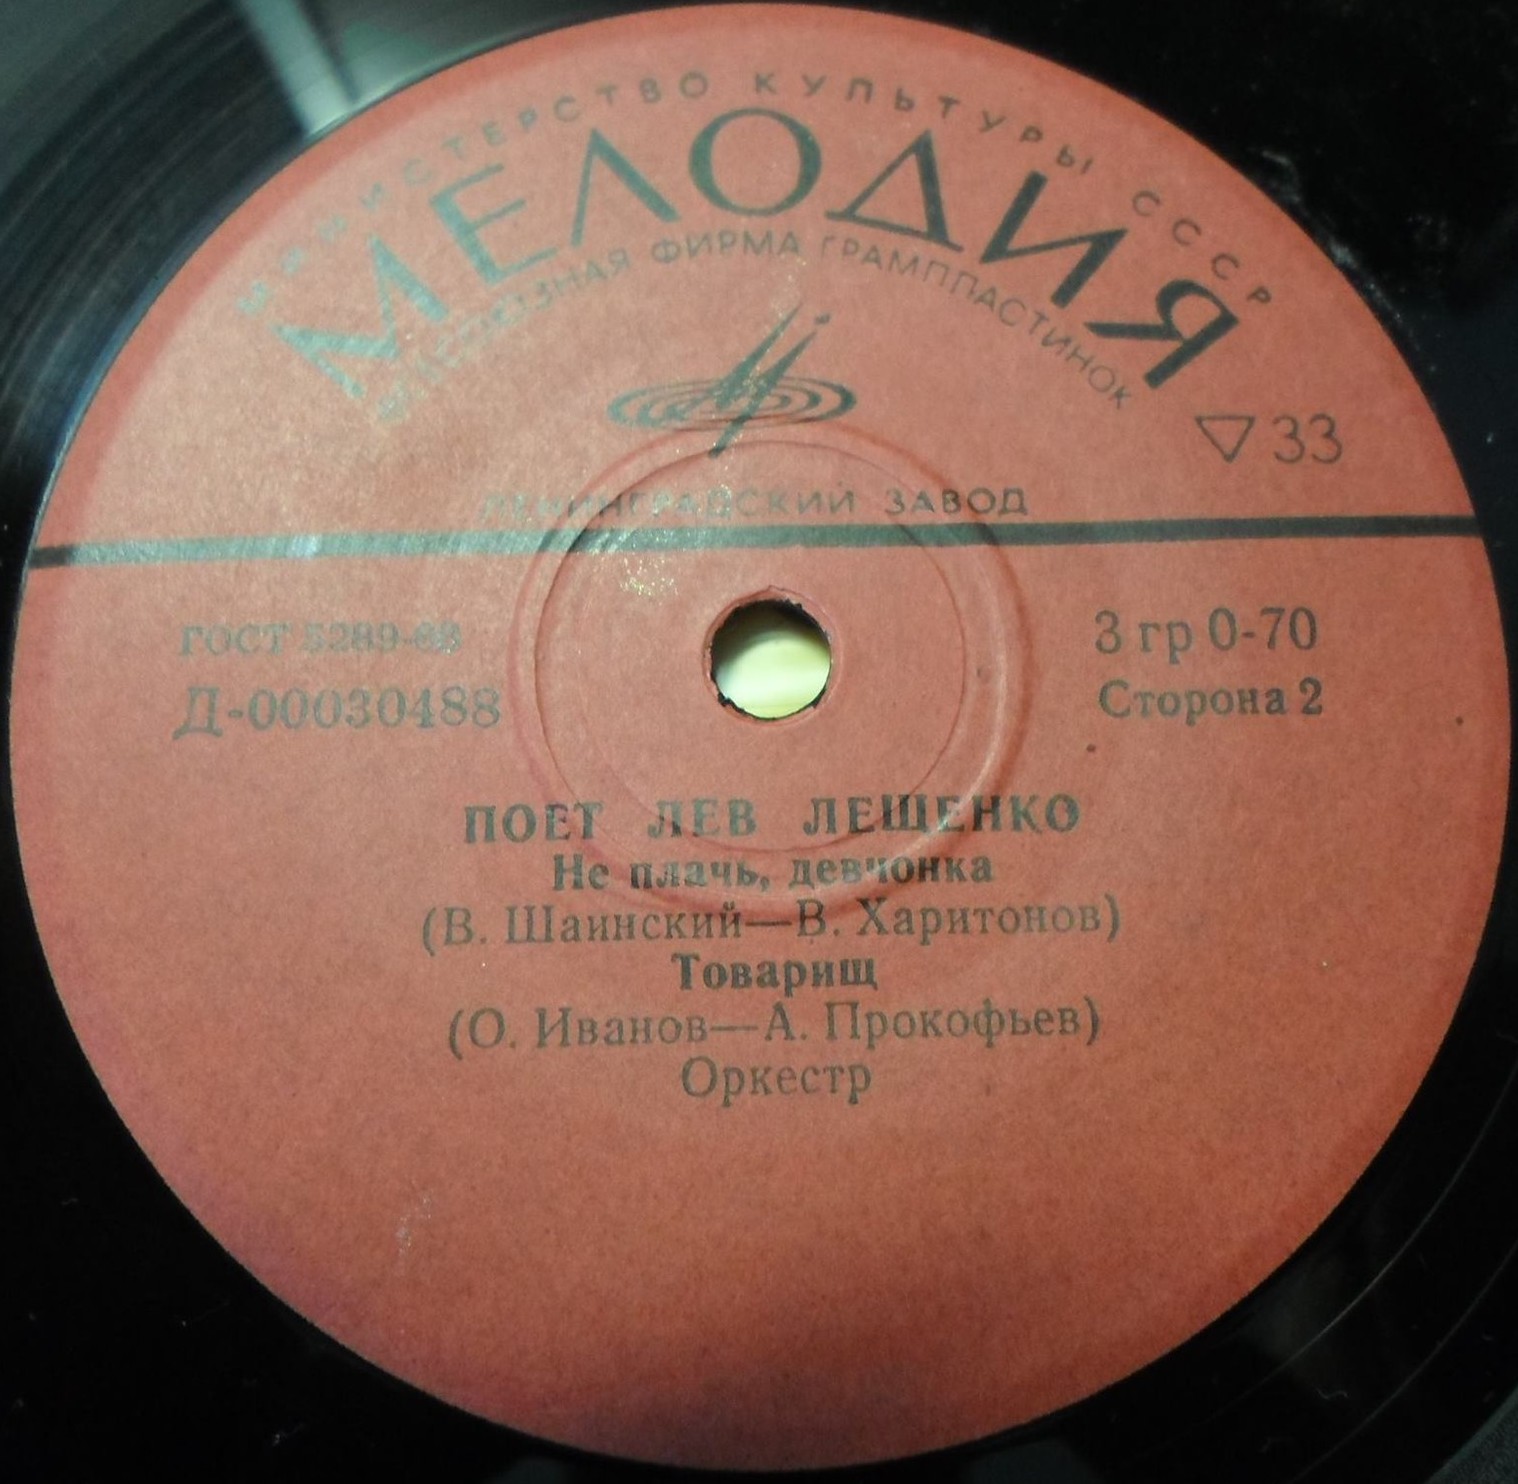 МИНИСТЕРСТВО КУЛЬТУРЫ СССР
МЕЛОДИЯ
ВСЕСОЮЗНАЯ ФИРМА ГРАМПЛАСТИНОК
33
ЛЕНИНГРАДСКИЙ ЗАВОД
ГОСТ 5289-68
3 гр 0-70
Д-00030488
Сторона 2
ПОЕТ ЛЕВ ЛЕЩЕНКО
Не плачь, девчонка
(В. Шаинский—В. Харитонов)
Товарищ
(О. Иванов—А. Прокофьев)
Оркестр